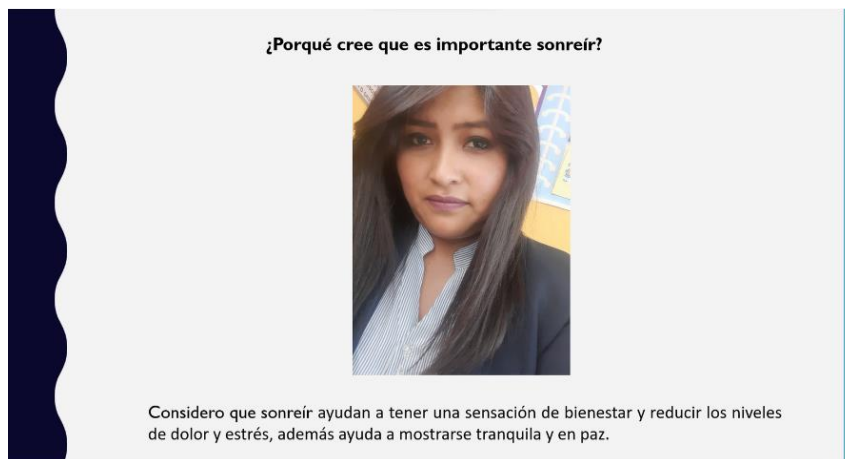 ¿Porqué cree que es importante sonreír?
Considero que sonreír ayudan a tener una sensación de bienestar y reducir los niveles
de dolor y estrés, además ayuda a mostrarse tranquila y en paz.